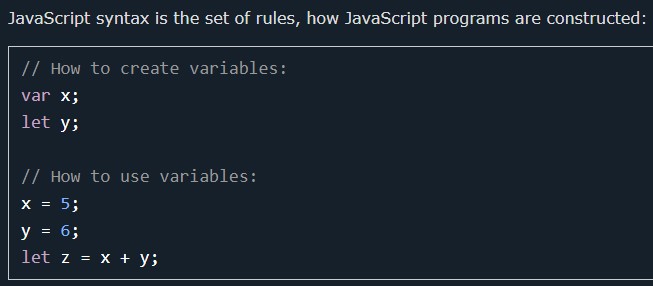 JavaScript syntax is the set of rules, how JavaScript programs are constructed:
// How to create variables:
var x;
let y;
// How to use variables:
x = 5;
y = 6;
let z = x + y;